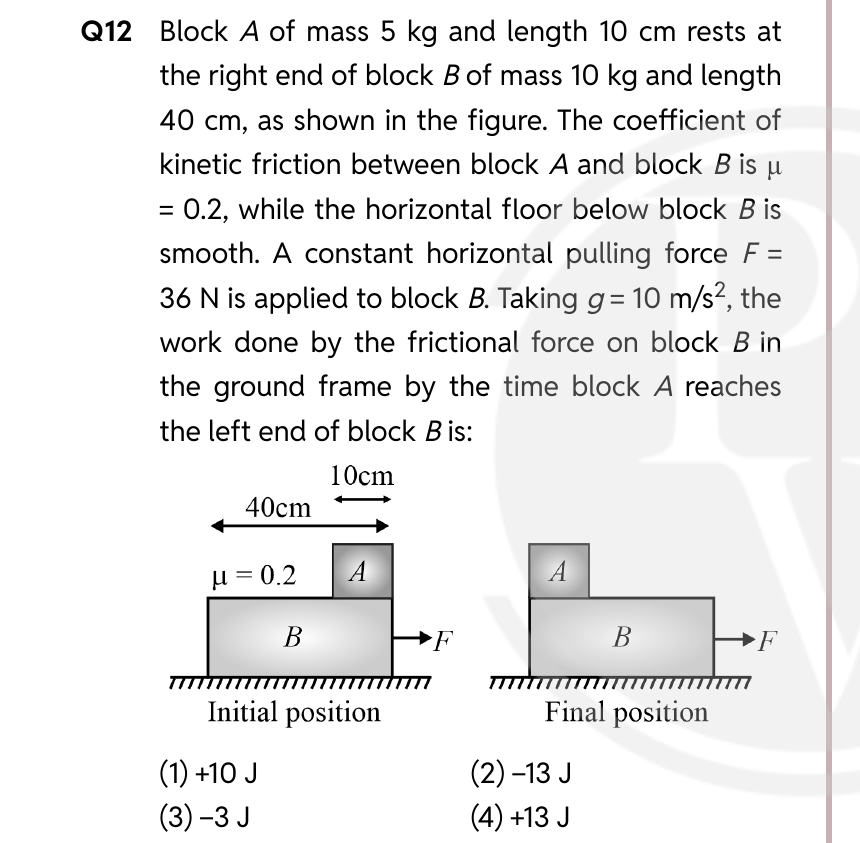 Q12 Block A of mass 5 kg and length 10 cm rests at
the right end of block B of mass 10 kg and length
40 cm, as shown in the figure. The coefficient of
kinetic friction between block A and block B is μ
= 0.2, while the horizontal floor below block B is
smooth. A constant horizontal pulling force F =
36 N is applied to block B. Taking g = 10 m/s², the
work done by the frictional force on block B in
the ground frame by the time block A reaches
the left end of block B is:
10cm
40cm
μ = 0.2 A
B F
Initial position
A
B F
Final position
(1) +10 J (2) –13 J
(3) –3 J (4) +13 J